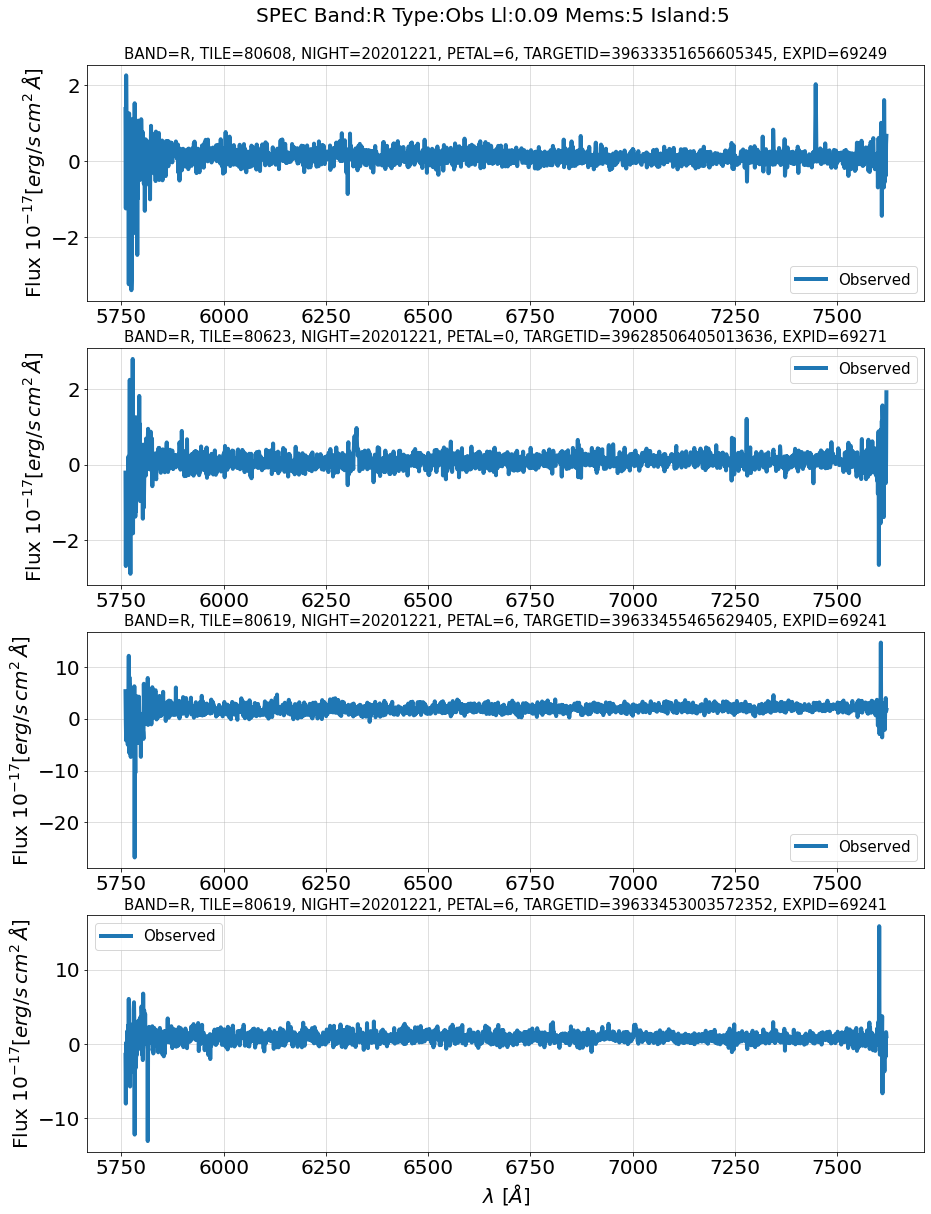 SPEC Band:R Type:Obs Ll:0.09 Mems:5 Island:5
BAND=R, TILE=80608, NIGHT=20201221, PETAL=6, TARGETID=39633351656605345, EXPID=69249
Flux 10⁻¹⁷[erg/s cm² Å]
2
0
−2
Observed
5750 6000 6250 6500 6750 7000 7250 7500
BAND=R, TILE=80623, NIGHT=20201221, PETAL=0, TARGETID=39628506405013636, EXPID=69271
Flux 10⁻¹⁷[erg/s cm² Å]
2
0
−2
Observed
5750 6000 6250 6500 6750 7000 7250 7500
BAND=R, TILE=80619, NIGHT=20201221, PETAL=6, TARGETID=39633455465629405, EXPID=69241
Flux 10⁻¹⁷[erg/s cm² Å]
10
0
−10
−20
Observed
5750 6000 6250 6500 6750 7000 7250 7500
BAND=R, TILE=80619, NIGHT=20201221, PETAL=6, TARGETID=39633453003572352, EXPID=69241
Flux 10⁻¹⁷[erg/s cm² Å]
Observed
10
0
−10
5750 6000 6250 6500 6750 7000 7250 7500
λ [Å]